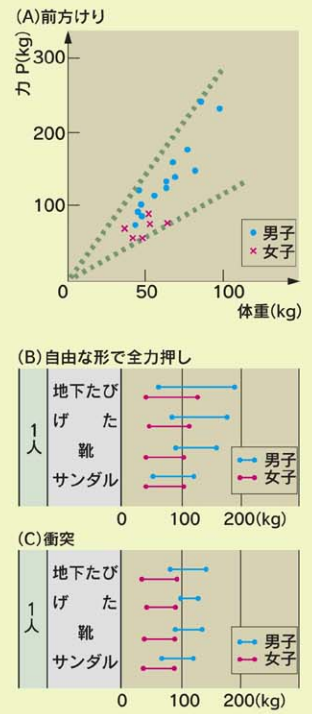 (A)前方けり
力 P(kg)
300
200
100
0
50
100
体重(kg)
男子
女子
(B)自由な形で全力押し
1人
地下たび
げた
靴
サンダル
男子
女子
0 100 200(kg)
(C)衝突
1人
地下たび
げた
靴
サンダル
男子
女子
0 100 200(kg)